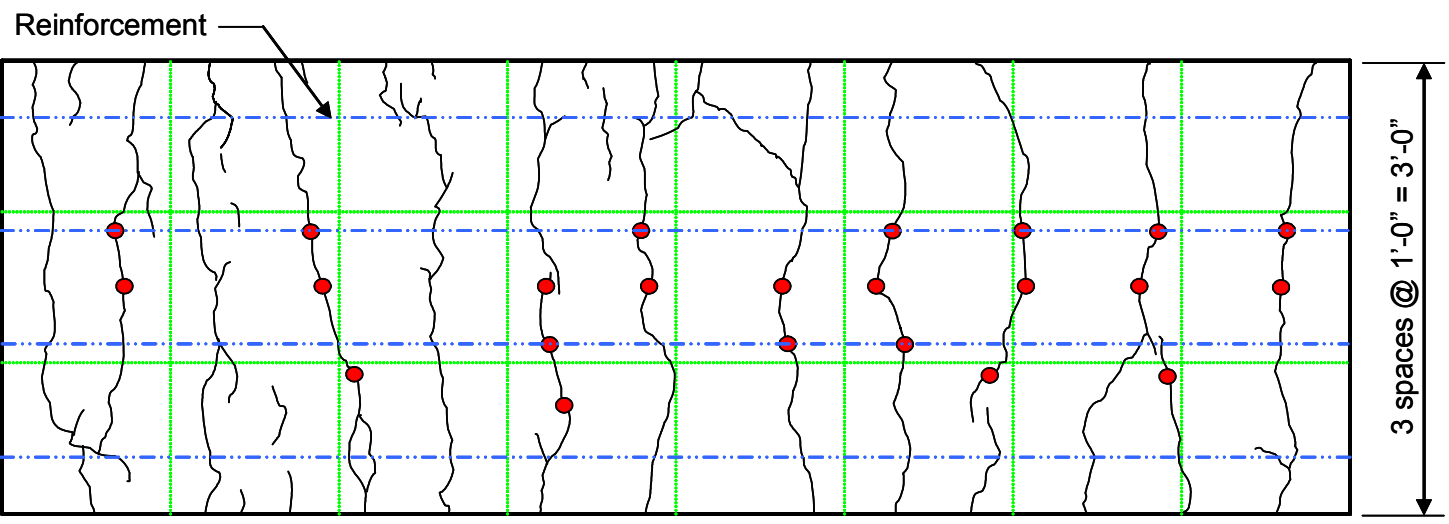 Reinforcement
3 spaces @ 1’-0” = 3’-0”